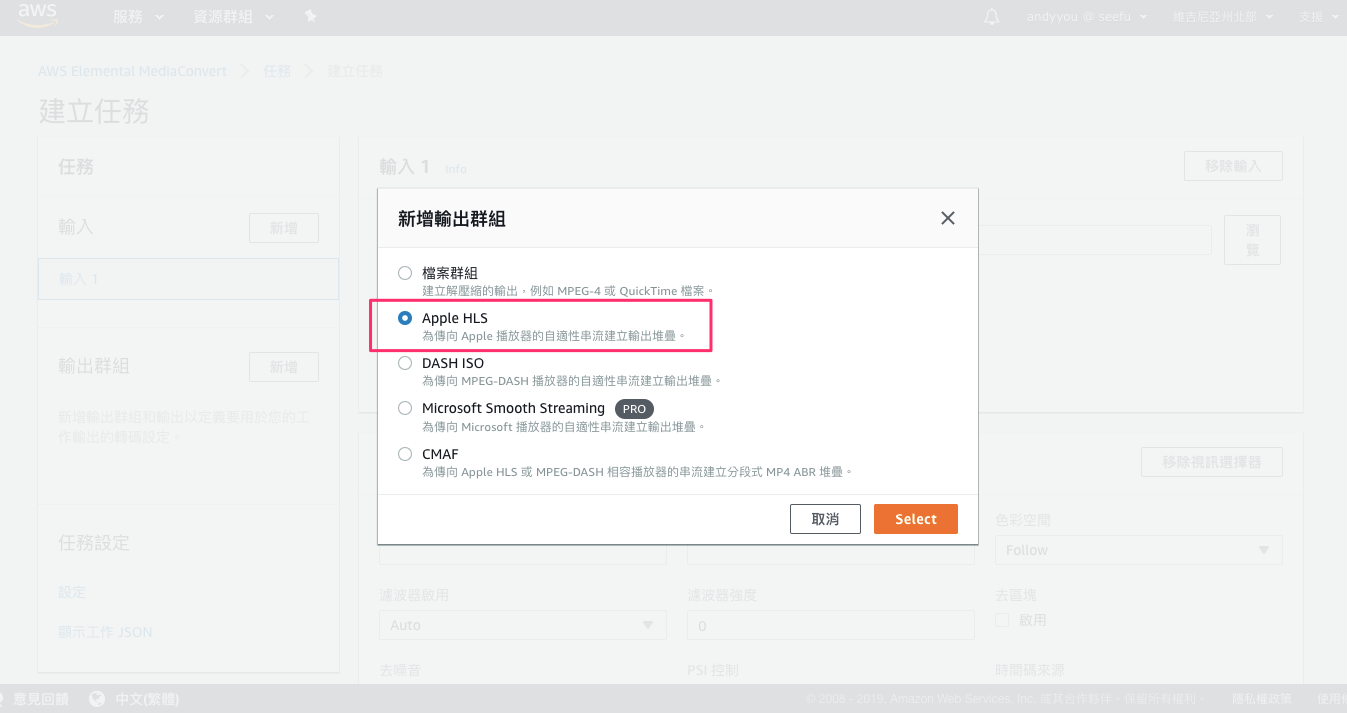 aws
服務
資源群組
andyyou @ seefu
維吉尼亞州北部
支援
AWS Elemental MediaConvert
任務
建立任務
建立任務
任務
輸入
新增
輸入 1
輸出群組
新增
新增輸出群組和輸出以定義要用於您的工
作輸出的轉碼設定。
任務設定
設定
顯示工作 JSON
輸入 1 Info
移除輸入
瀏
覽
新增輸出群組
檔案群組
建立解壓縮的輸出，例如 MPEG-4 或 QuickTime 檔案。
Apple HLS
為傳向 Apple 播放器的自適性串流建立輸出堆疊。
DASH ISO
為傳向 MPEG-DASH 播放器的自適性串流建立輸出堆疊。
Microsoft Smooth Streaming PRO
為傳向 Microsoft 播放器的自適性串流建立輸出堆疊。
CMAF
為傳向 Apple HLS 或 MPEG-DASH 相容播放器的串流建立分段式 MP4 ABR 堆疊。
取消
Select
移除視訊選擇器
色彩空間
Follow
濾波器啟用
濾波器強度
去區塊
Auto
0
啟用
去噪音
PSI 控制
時間碼來源
意見回饋
中文(繁體)
© 2008 - 2019, Amazon Web Services, Inc. 或其合作夥伴。保留所有權利。
隱私權政策
使用